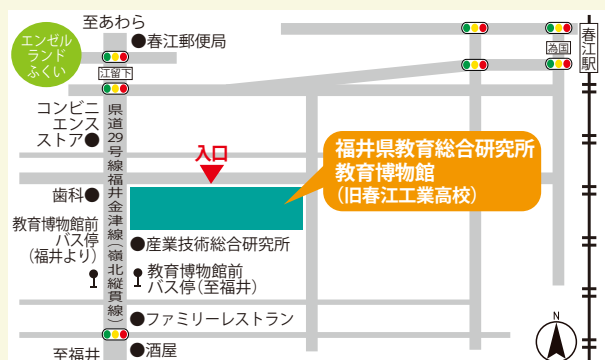 至あわら
エンゼル
ランド
ふくい
春江郵便局
江留下
為国
春江駅
コンビニ
エンス
ストア
県道29号線福井金津線（嶺北縦貫線）
入口
福井県教育総合研究所
教育博物館
（旧春江工業高校）
歯科
教育博物館前
バス停
（福井より）
産業技術総合研究所
教育博物館前
バス停（至福井）
ファミリーレストラン
至福井
酒屋
N